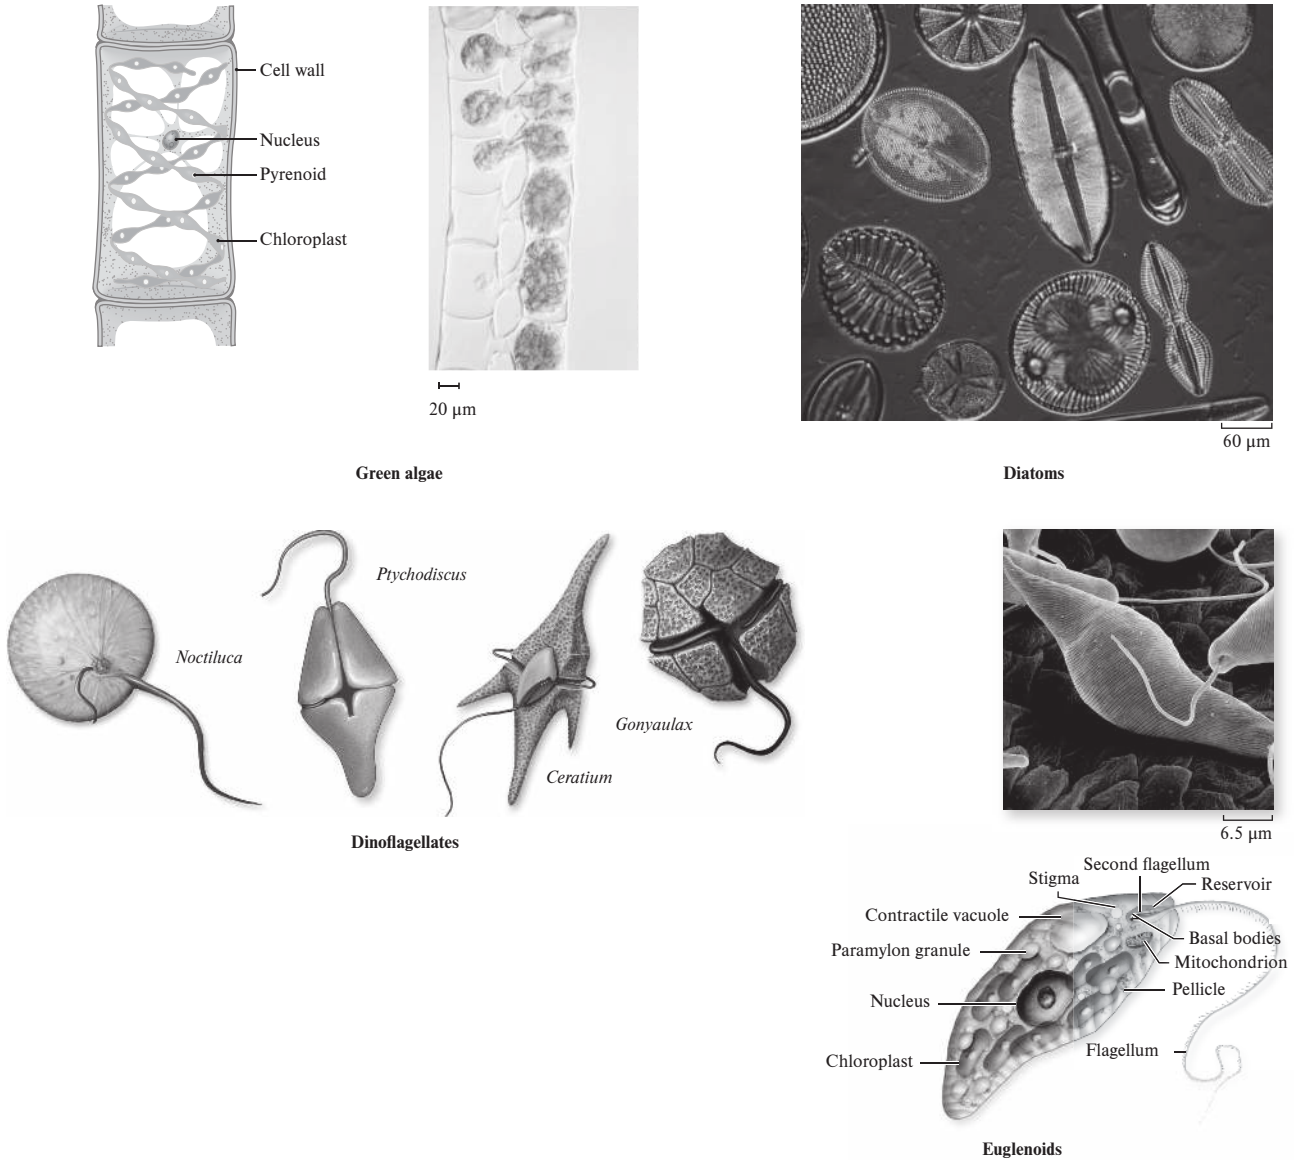 Cell wall
Nucleus
Pyrenoid
Chloroplast
20 µm
60 µm
Green algae
Diatoms
Ptychodiscus
Noctiluca
Gonyaulax
Ceratium
Dinoflagellates
6.5 µm
Second flagellum
Stigma
Reservoir
Contractile vacuole
Basal bodies
Paramylon granule
Mitochondrion
Pellicle
Nucleus
Flagellum
Chloroplast
Euglenoids